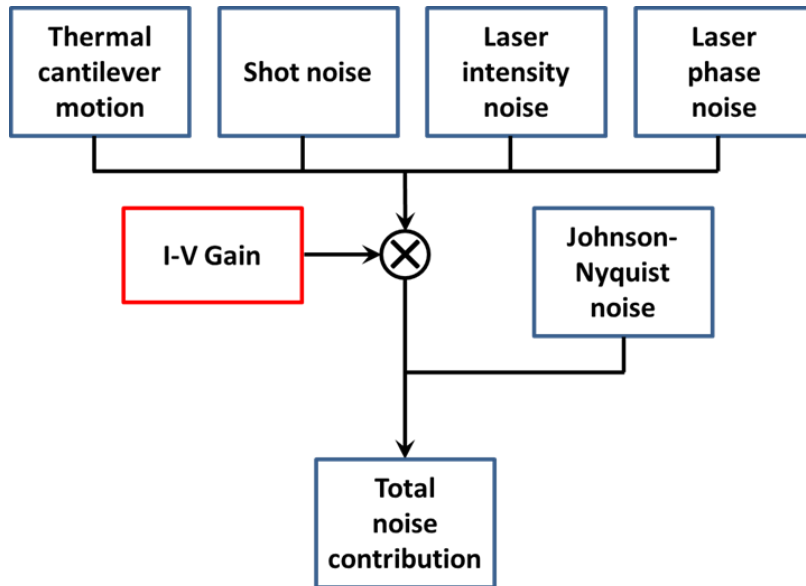 Thermal
cantilever
motion
Shot noise
Laser
intensity
noise
Laser
phase
noise
I-V Gain
Johnson-
Nyquist
noise
Total
noise
contribution